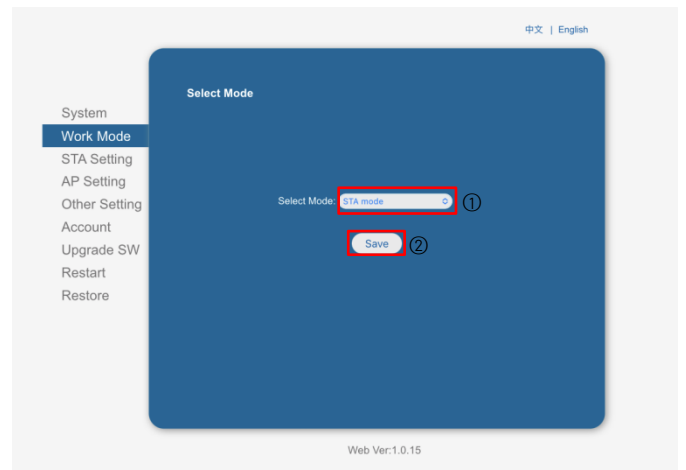 中文 | English
Select Mode
System
Work Mode
STA Setting
AP Setting
Other Setting
Account
Upgrade SW
Restart
Restore
Select Mode: STA mode ①
Save ②
Web Ver:1.0.15